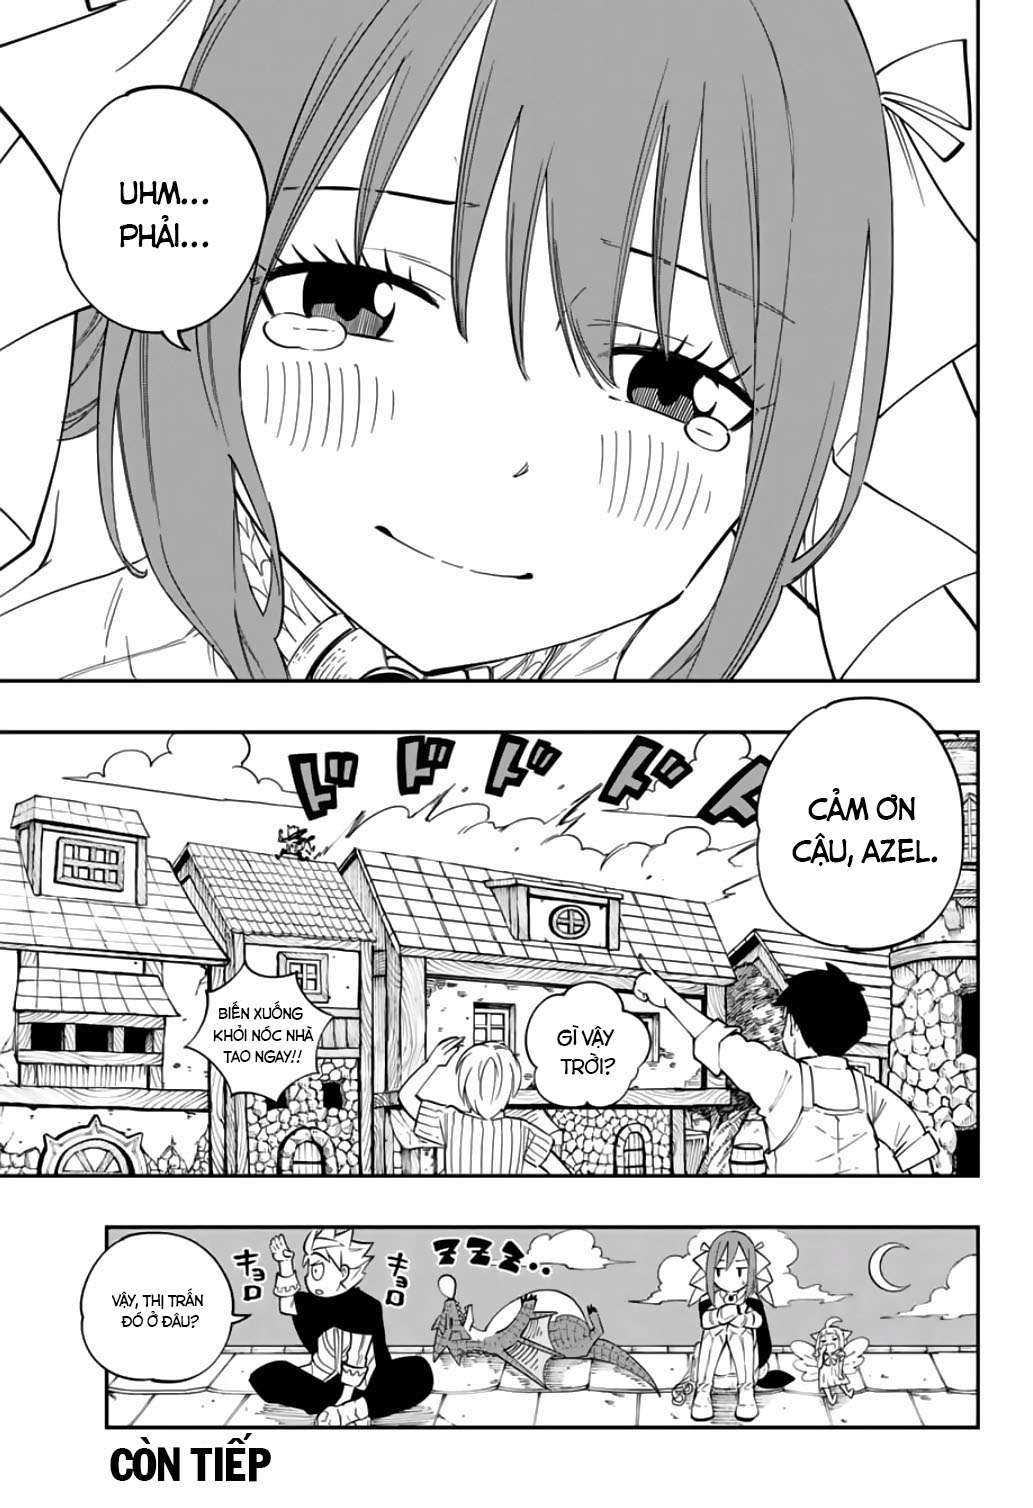 UHM...
PHẢI...
ドドドドド
CẢM ƠN
CẬU, AZEL.
BIẾN XUỐNG
KHỎI NÓC NHÀ
TAO NGAY!!
GÌ VẬY
TRỜI?
VẬY, THỊ TRẤN
ĐÓ Ở ĐÂU?
キョロ
キョロ
ZZZ..
CÒN TIẾP